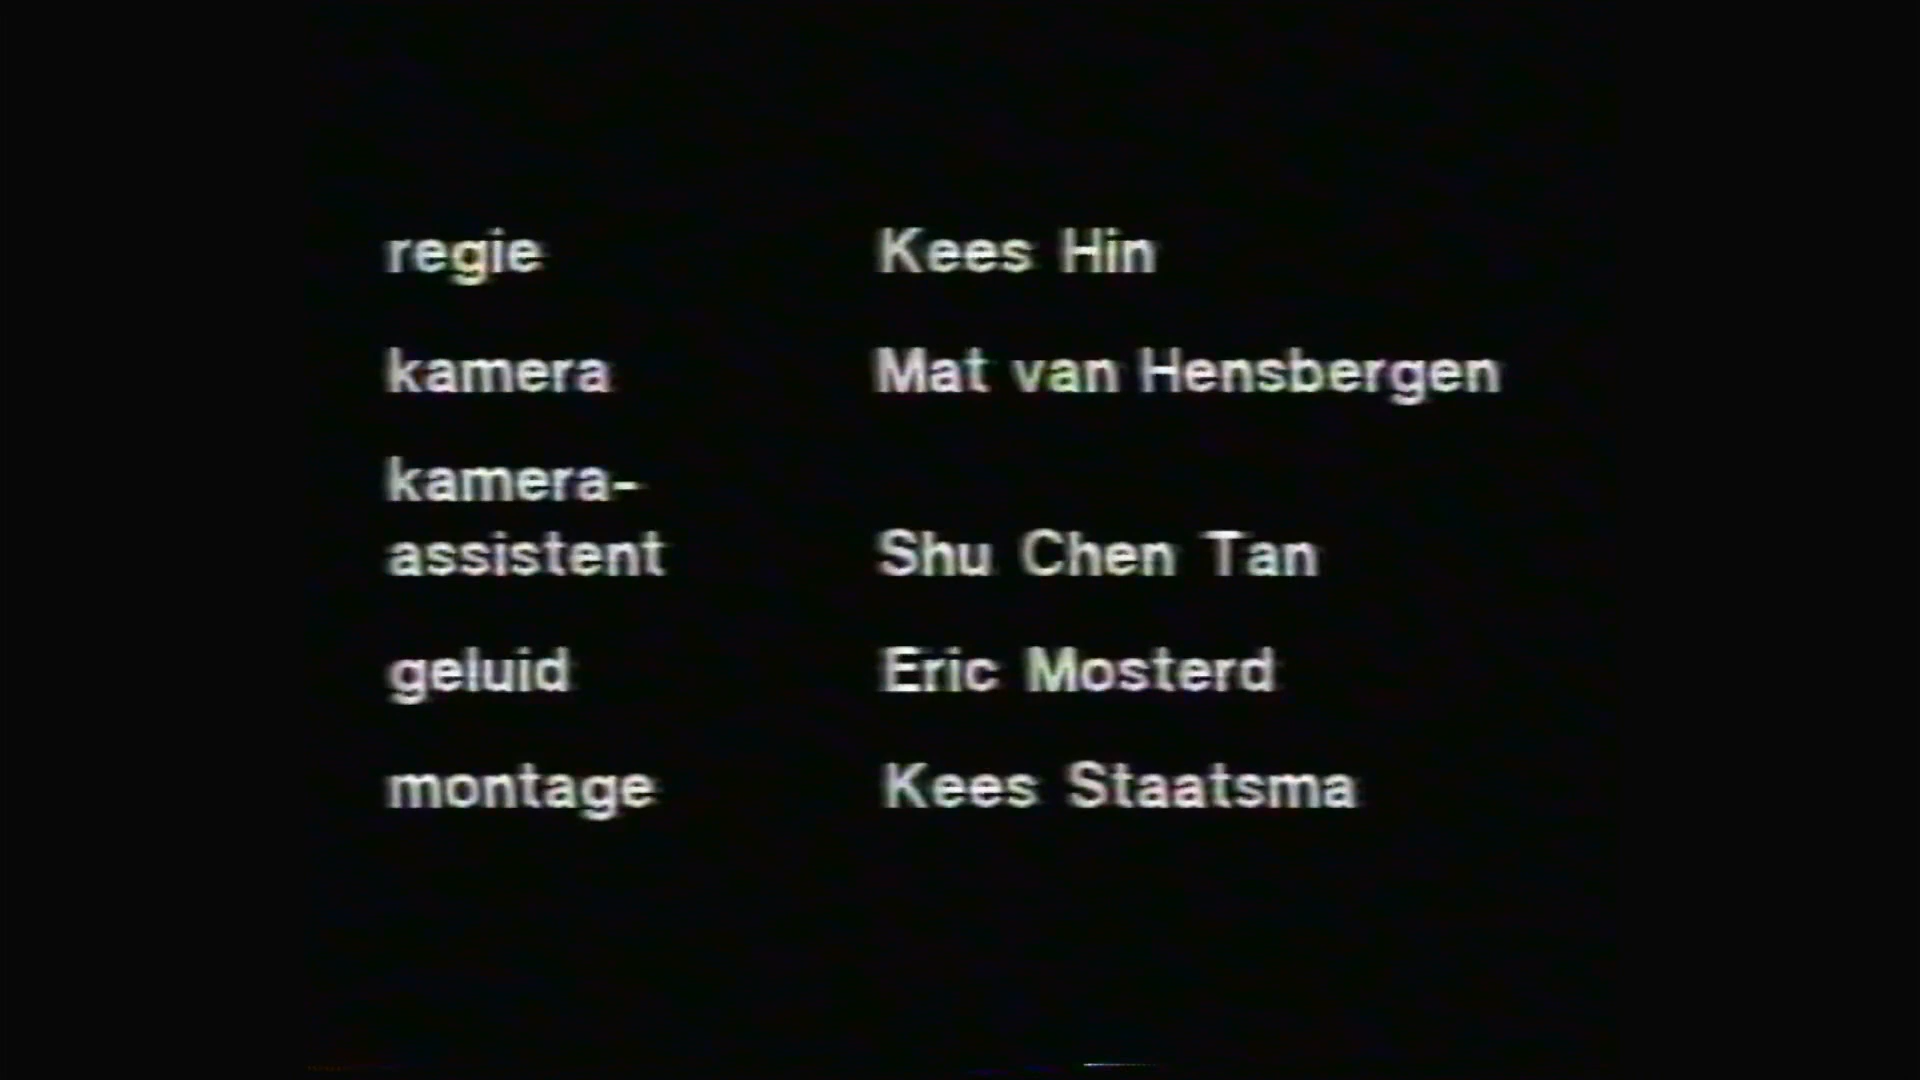 regie Kees Hin
kamera Mat van Hensbergen
kamera-
assistent Shu Chen Tan
geluid Eric Mosterd
montage Kees Staatsma